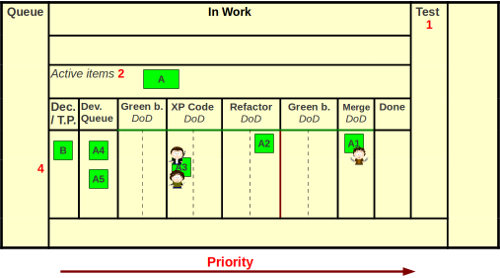 Queue In Work Test
1
Active items 2
A
Dec. / T.P. Dev. Queue Green b. DoD XP Code DoD Refactor DoD Green b. DoD Merge DoD Done
B A4 A2 A1
4 A5 A3
Priority